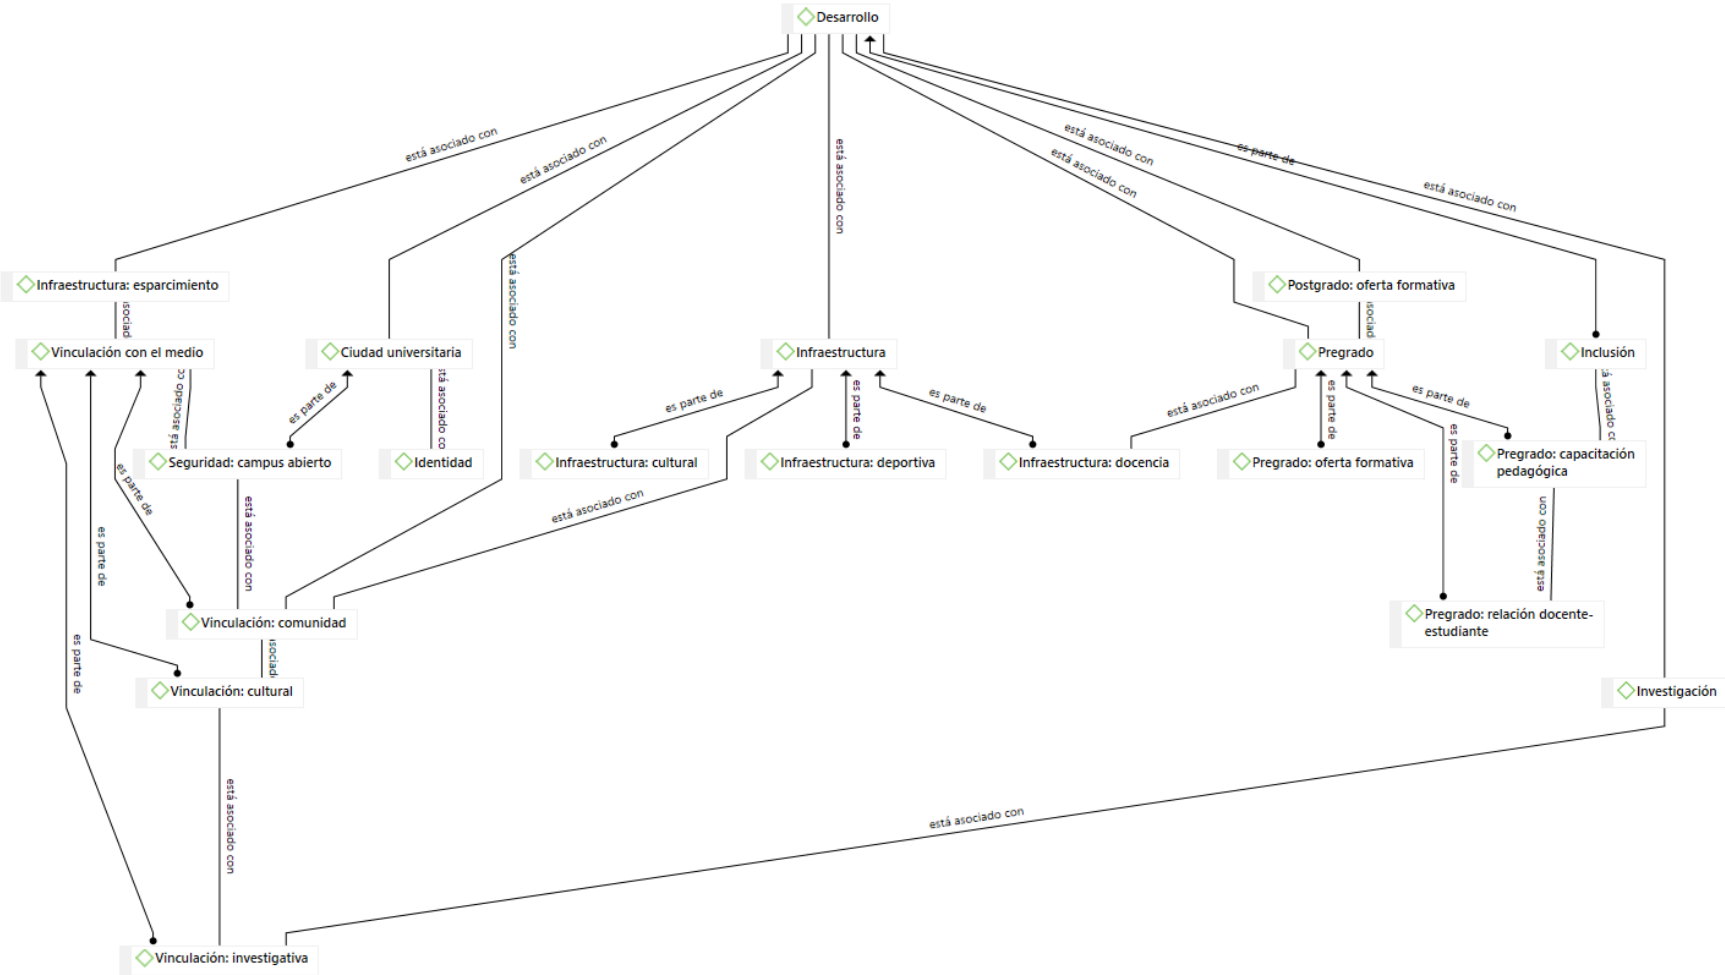 Desarrollo
está asociado con
está asociado con
está asociado con
está asociado con
está asociado con
es parte de
está asociado con
está asociado con
Infraestructura: esparcimiento
Postgrado: oferta formativa
Vinculación con el medio
Ciudad universitaria
Infraestructura
Pregrado
Inclusión
es parte de
es parte de
es parte de
es parte de
está asociado con
es parte de
es parte de
es parte de
Seguridad: campus abierto
Identidad
Infraestructura: cultural
Infraestructura: deportiva
Infraestructura: docencia
Pregrado: oferta formativa
Pregrado: capacitación
pedagógica
es parte de
está asociado con
está asociado con
es parte de
está asociado con
Vinculación: comunidad
Pregrado: relación docente-
estudiante
es parte de
Vinculación: cultural
Investigación
está asociado con
está asociado con
Vinculación: investigativa